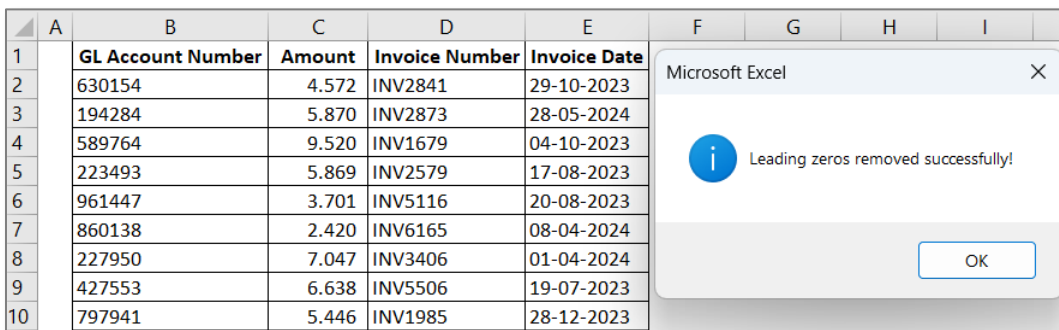 A B C D E F G H I
1 GL Account Number Amount Invoice Number Invoice Date
Microsoft Excel
2 630154 4.572 INV2841 29-10-2023
3 194284 5.870 INV2873 28-05-2024
4 589764 9.520 INV1679 04-10-2023
Leading zeros removed successfully!
5 223493 5.869 INV2579 17-08-2023
6 961447 3.701 INV5116 20-08-2023
7 860138 2.420 INV6165 08-04-2024
8 227950 7.047 INV3406 01-04-2024
OK
9 427553 6.638 INV5506 19-07-2023
10 797941 5.446 INV1985 28-12-2023